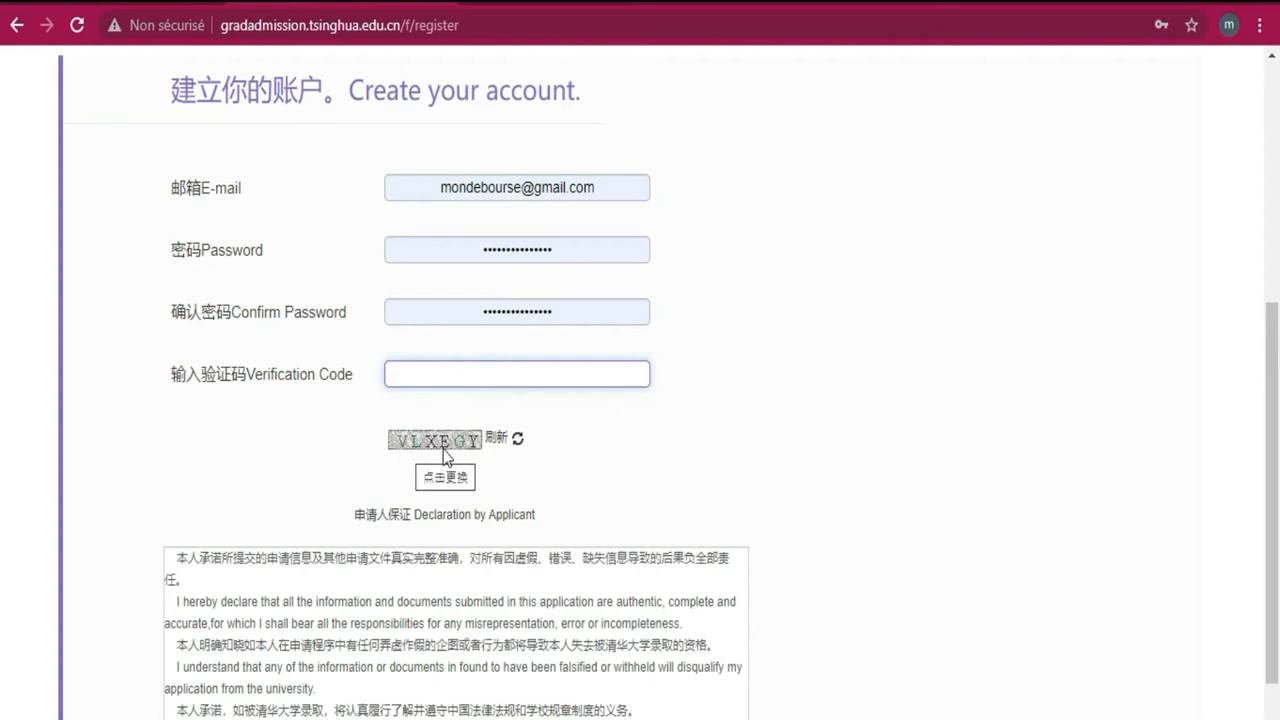 Non sécurisé
gradadmission.tsinghua.edu.cn/f/register
m
建立你的账户。Create your account.
邮箱E-mail
mondebourse@gmail.com
密码Password
•••••••••••••••
确认密码Confirm Password
•••••••••••••••
输入验证码Verification Code
VLXEGY 刷新
点击更换
申请人保证 Declaration by Applicant
本人承诺所提交的申请信息及其他申请文件真实完整准确，对所有因虚假、错误、缺失信息导致的后果负全部责
任。
I hereby declare that all the information and documents submitted in this application are authentic, complete and
accurate,for which I shall bear all the responsibilities for any misrepresentation, error or incompleteness.
本人明确知晓如本人在申请程序中有任何弄虚作假的企图或者行为都将导致本人失去被清华大学录取的资格。
I understand that any of the information or documents in found to have been falsified or withheld will disqualify my
application from the university.
本人承诺，如被清华大学录取，将认真履行了解并遵守中国法律法规和学校规章制度的义务。